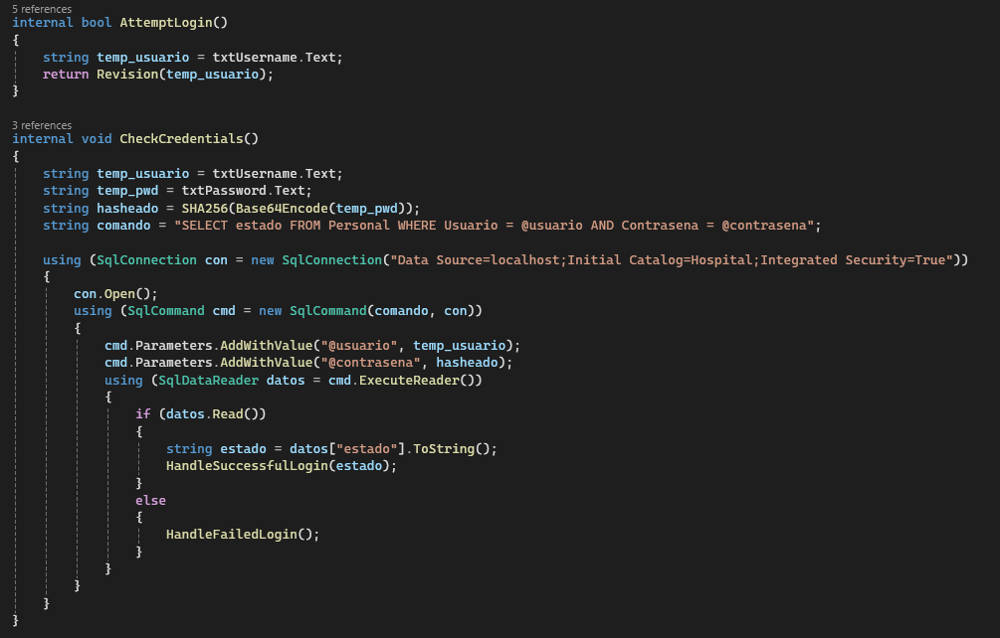 5 references
internal bool AttemptLogin()
{
string temp_usuario = txtUsername.Text;
return Revision(temp_usuario);
}
3 references
internal void CheckCredentials()
{
string temp_usuario = txtUsername.Text;
string temp_pwd = txtPassword.Text;
string hasheado = SHA256(Base64Encode(temp_pwd));
string comando = "SELECT estado FROM Personal WHERE Usuario = @usuario AND Contrasena = @contrasena";
using (SqlConnection con = new SqlConnection("Data Source=localhost;Initial Catalog=Hospital;Integrated Security=True"))
{
con.Open();
using (SqlCommand cmd = new SqlCommand(comando, con))
{
cmd.Parameters.AddWithValue("@usuario", temp_usuario);
cmd.Parameters.AddWithValue("@contrasena", hasheado);
using (SqlDataReader datos = cmd.ExecuteReader())
{
if (datos.Read())
{
string estado = datos["estado"].ToString();
HandleSuccessfulLogin(estado);
}
else
{
HandleFailedLogin();
}
}
}
}
}